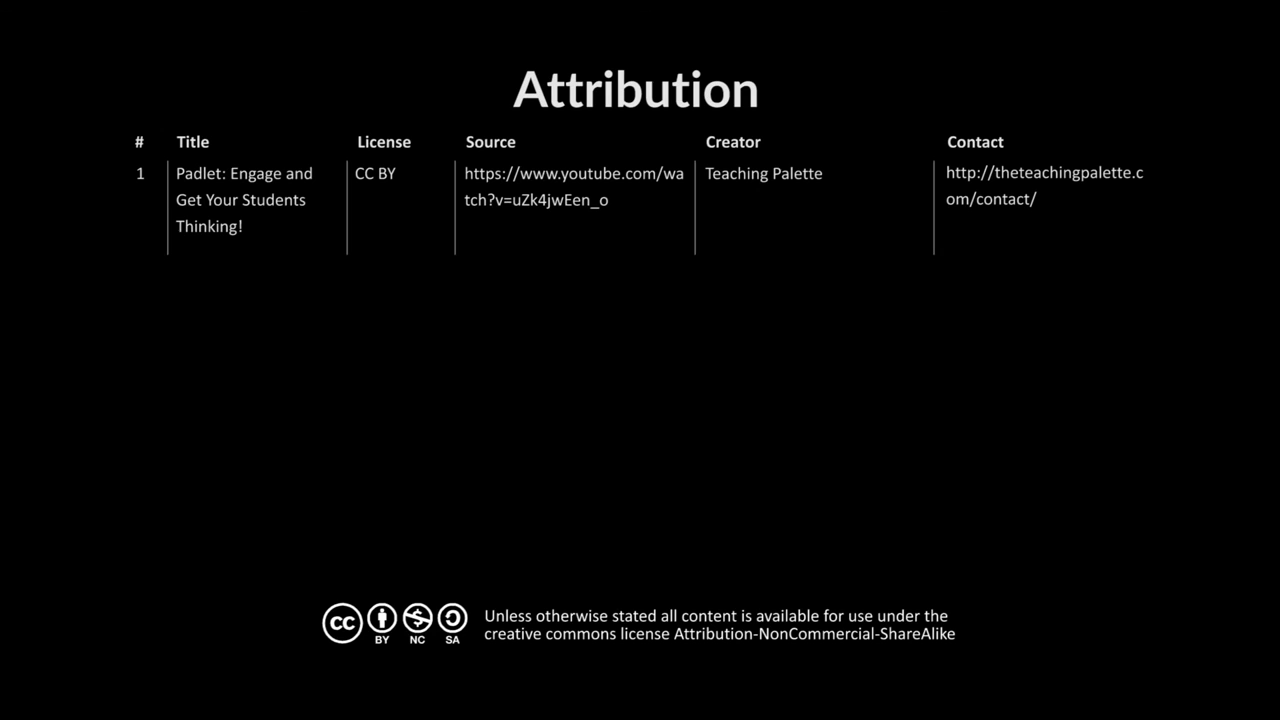 Attribution
# Title License Source Creator Contact
1 Padlet: Engage and CC BY https://www.youtube.com/wa Teaching Palette http://theteachingpalette.c
Get Your Students tch?v=uZk4jwEen_o om/contact/
Thinking!
CC Unless otherwise stated all content is available for use under the
BY NC SA creative commons license Attribution-NonCommercial-ShareAlike